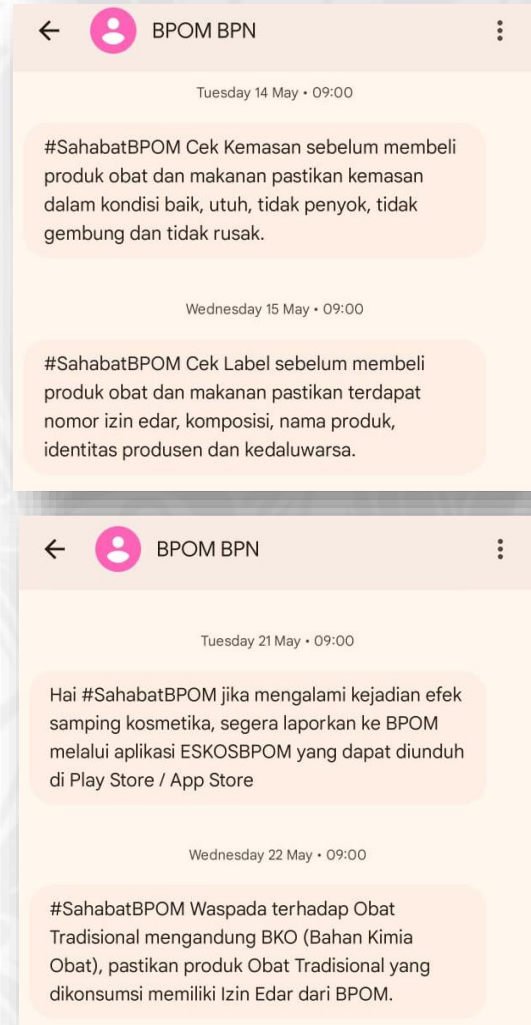 BPOM BPN
Tuesday 14 May • 09:00
#SahabatBPOM Cek Kemasan sebelum membeli
produk obat dan makanan pastikan kemasan
dalam kondisi baik, utuh, tidak penyok, tidak
gembung dan tidak rusak.
Wednesday 15 May • 09:00
#SahabatBPOM Cek Label sebelum membeli
produk obat dan makanan pastikan terdapat
nomor izin edar, komposisi, nama produk,
identitas produsen dan kedaluwarsa.
BPOM BPN
Tuesday 21 May • 09:00
Hai #SahabatBPOM jika mengalami kejadian efek
samping kosmetika, segera laporkan ke BPOM
melalui aplikasi ESKOSBPOM yang dapat diunduh
di Play Store / App Store
Wednesday 22 May • 09:00
#SahabatBPOM Waspada terhadap Obat
Tradisional mengandung BKO (Bahan Kimia
Obat), pastikan produk Obat Tradisional yang
dikonsumsi memiliki Izin Edar dari BPOM.